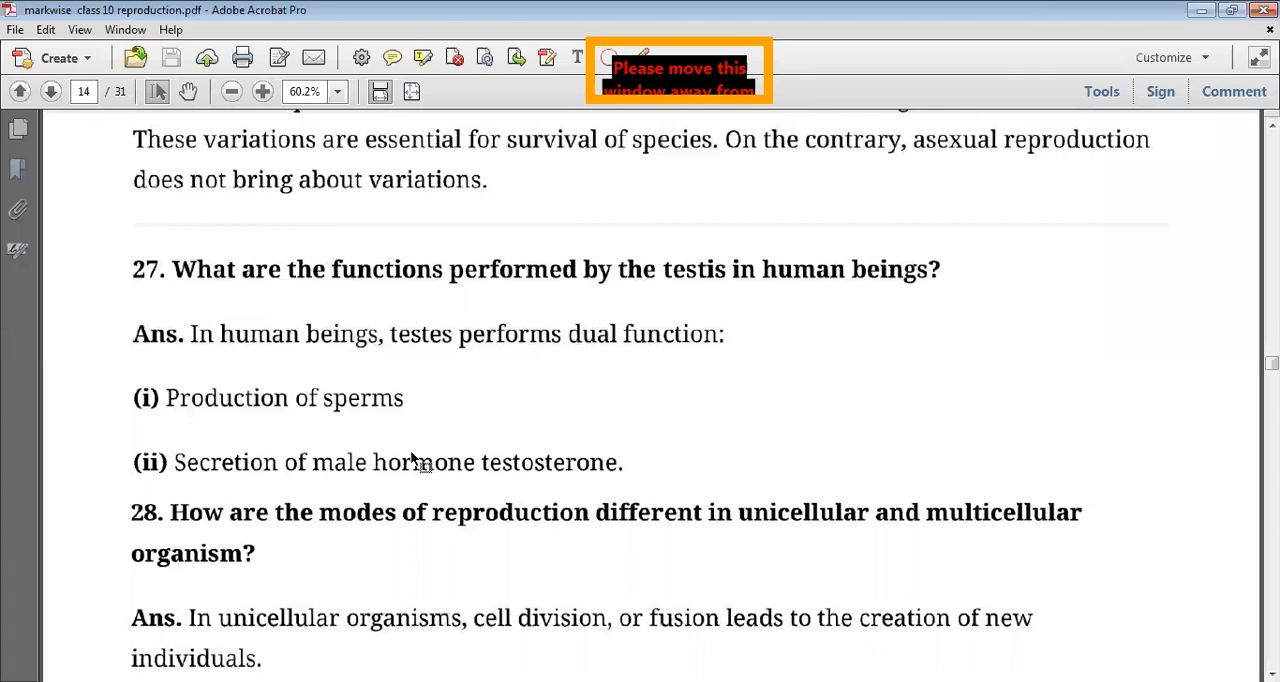 markwise class 10 reproduction.pdf - Adobe Acrobat Pro
File Edit View Window Help
Create
Customize
14 / 31
60.2%
Tools Sign Comment
Please move this
window away from
These variations are essential for survival of species. On the contrary, asexual reproduction
does not bring about variations.
27. What are the functions performed by the testis in human beings?
Ans. In human beings, testes performs dual function:
(i) Production of sperms
(ii) Secretion of male hormone testosterone.
28. How are the modes of reproduction different in unicellular and multicellular
organism?
Ans. In unicellular organisms, cell division, or fusion leads to the creation of new
individuals.